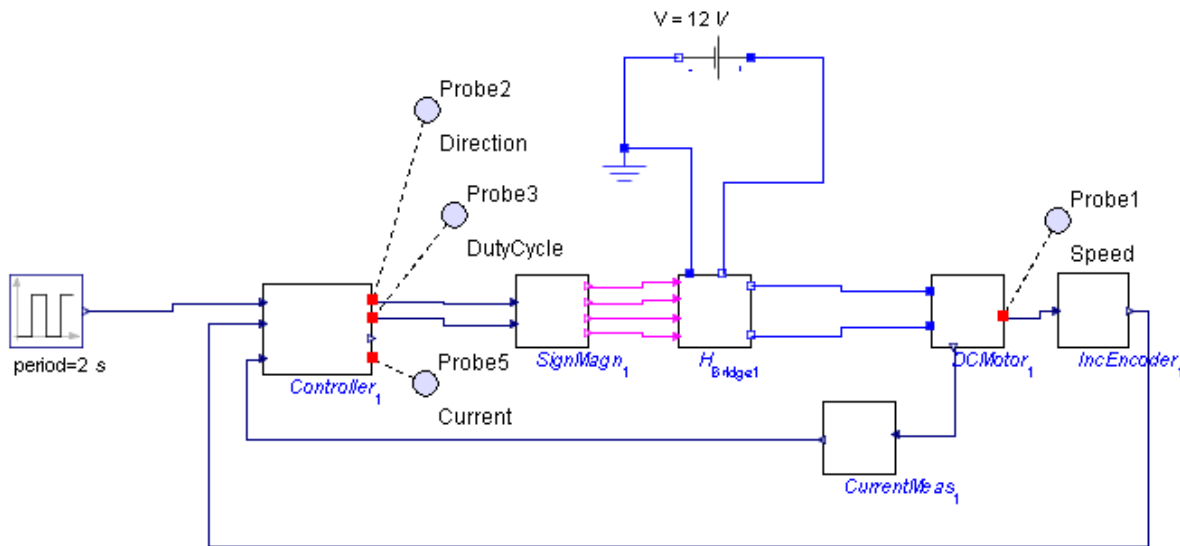 V = 12 V
Probe2
Direction
Probe3
DutyCycle
Probe1
Speed
period=2 s
Controller1
Probe5
Current
SignMagn1
HBridge1
DCMotor1
IncEncoder1
CurrentMeas1
- +